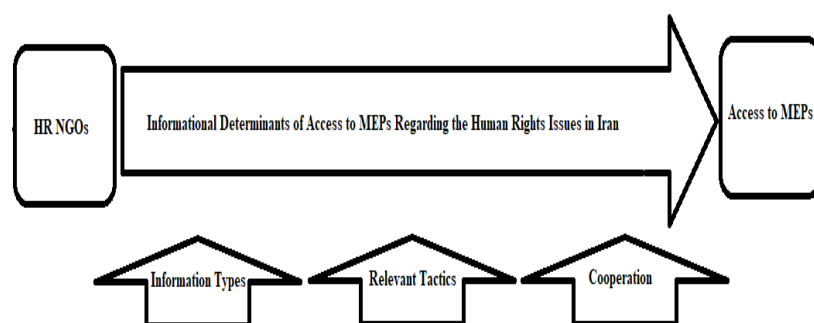 HR NGOs
Informational Determinants of Access to MEPs Regarding the Human Rights Issues in Iran
Access to MEPs
Information Types
Relevant Tactics
Cooperation